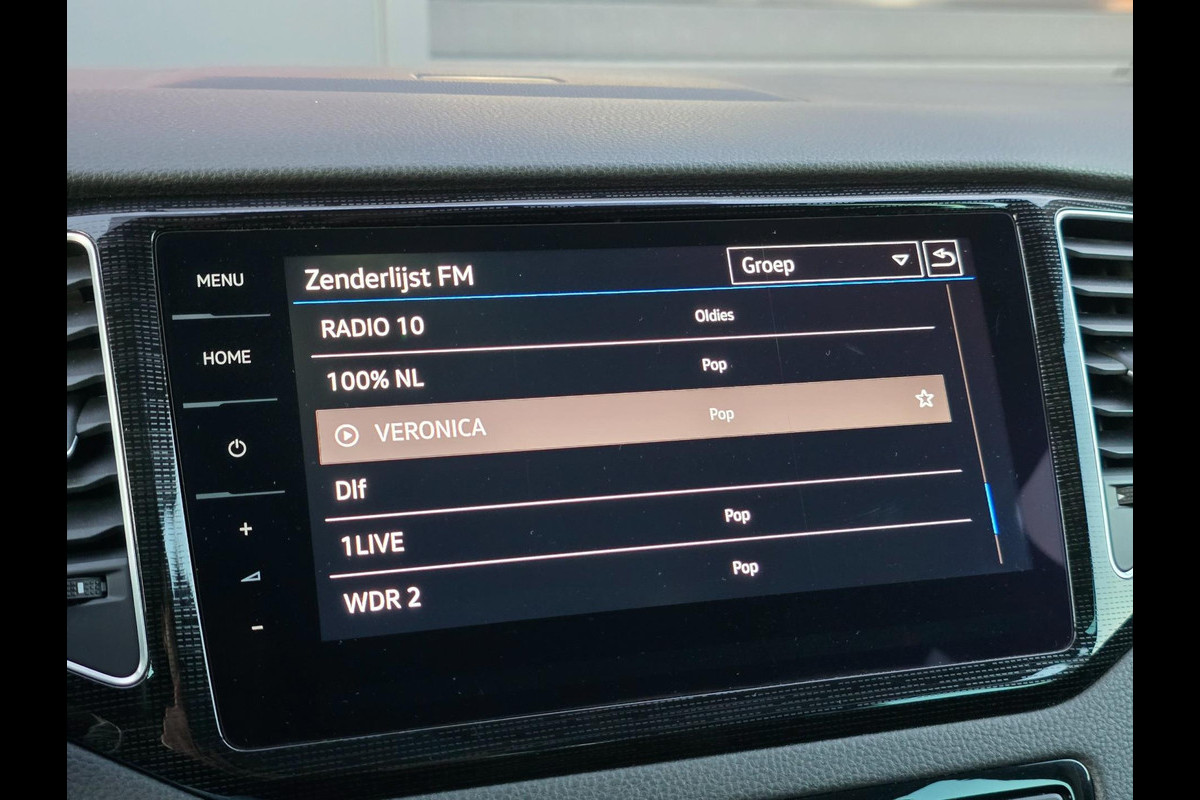 MENU
HOME
Zenderlijst FM
Groep
RADIO 10 Oldies
100% NL Pop
VERONICA Pop
Dlf
1LIVE Pop
WDR 2 Pop
+
-